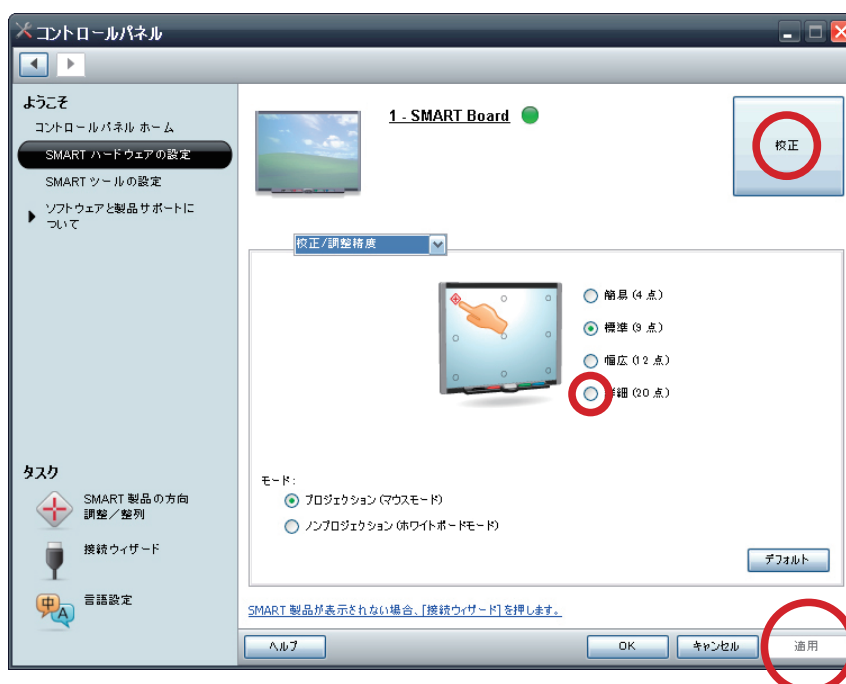 コントロールパネル
ようこそ
コントロールパネル ホーム
SMART ハードウェアの設定
SMART ツールの設定
ソフトウェアと製品サポートに
ついて
1 - SMART Board
校正
校正/調整精度
簡易 (4 点)
標準 (9 点)
幅広 (12 点)
詳細 (20 点)
モード:
プロジェクション (マウスモード)
ノンプロジェクション (ホワイトボードモード)
デフォルト
タスク
SMART 製品の方向
調整／整列
接続ウィザード
言語設定
中
A
SMART 製品が表示されない場合、[接続ウィザード] を押します。
ヘルプ
OK
キャンセル
適用